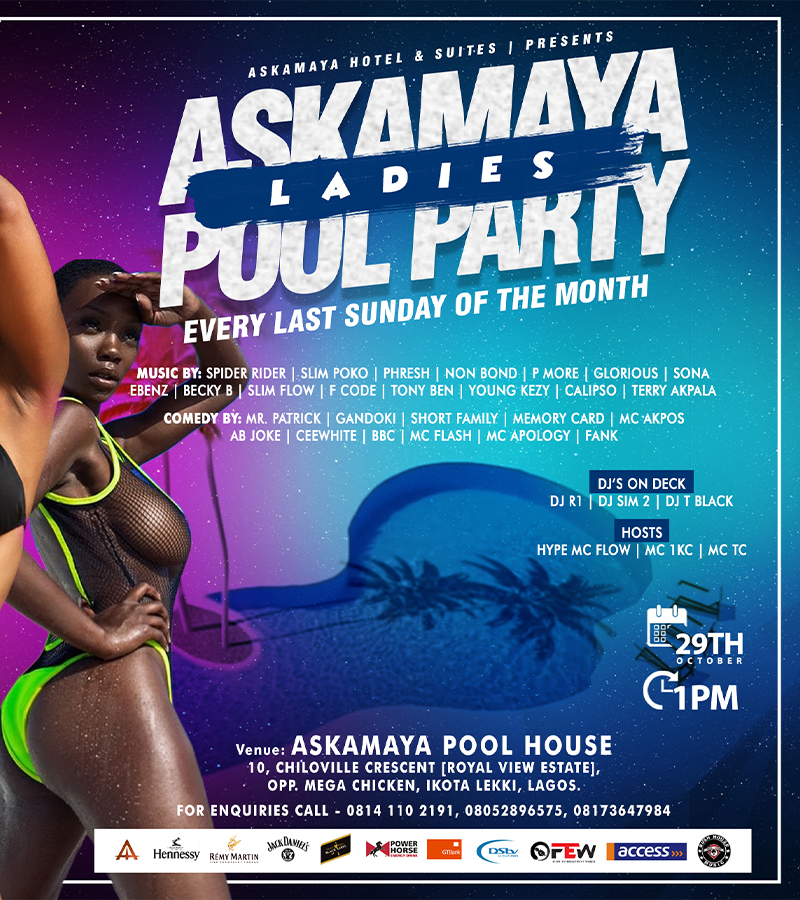 ASKAMAYA HOTEL & SUITES | PRESENTS
ASKAMAYA
LADIES
POOL PARTY
EVERY LAST SUNDAY OF THE MONTH
MUSIC BY: SPIDER RIDER | SLIM POKO | PHRESH | NON BOND | P MORE | GLORIOUS | SONA
EBENZ | BECKY B | SLIM FLOW | F CODE | TONY BEN | YOUNG KEZY | CALIPSO | TERRY AKPALA
COMEDY BY: MR. PATRICK | GANDOKI | SHORT FAMILY | MEMORY CARD | MC AKPOS
AB JOKE | CEEWHITE | BBC | MC FLASH | MC APOLOGY | FANK
DJ'S ON DECK
DJ R1 | DJ SIM 2 | DJ T BLACK
HOSTS
HYPE MC FLOW | MC 1KC | MC TC
29TH
OCTOBER
1PM
Venue: ASKAMAYA POOL HOUSE
10, CHILOVILLE CRESCENT [ROYAL VIEW ESTATE],
OPP. MEGA CHICKEN, IKOTA LEKKI, LAGOS.
FOR ENQUIRIES CALL - 0814 110 2191, 08052896575, 08173647984
Hennessy
RÉMY MARTIN
JACK DANIEL'S
POWER HORSE
ENERGY DRINK
GTBank
DStv
FEW
access